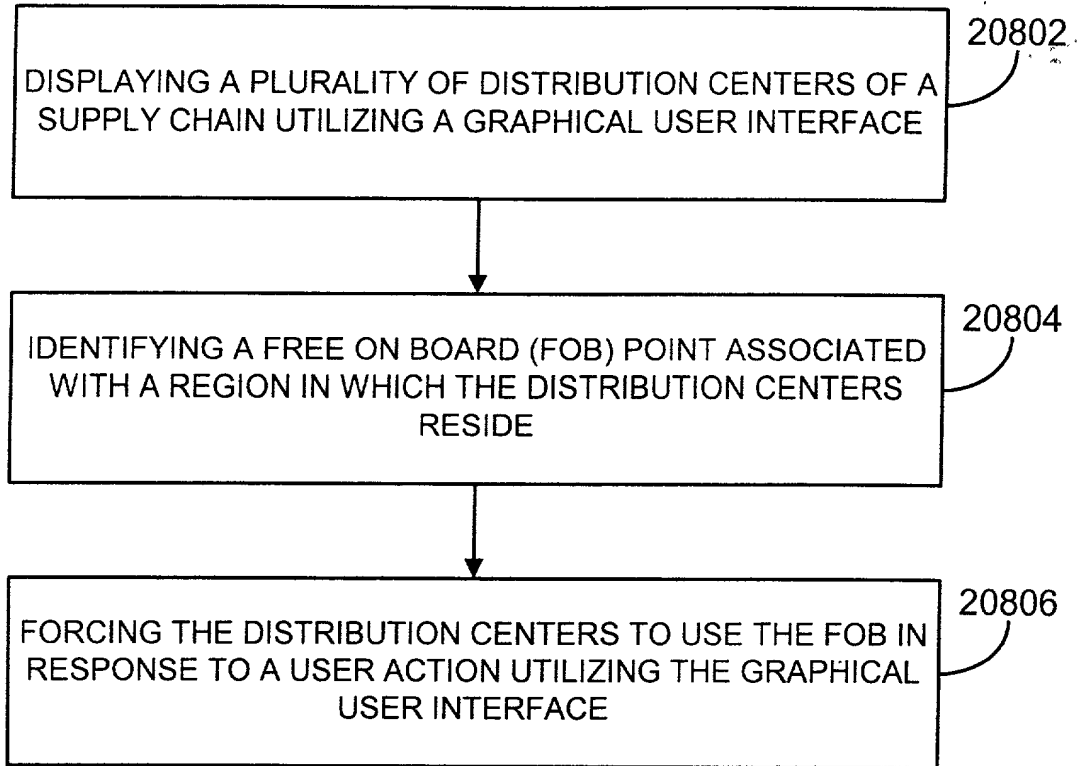 20802
DISPLAYING A PLURALITY OF DISTRIBUTION CENTERS OF A
SUPPLY CHAIN UTILIZING A GRAPHICAL USER INTERFACE
20804
IDENTIFYING A FREE ON BOARD (FOB) POINT ASSOCIATED
WITH A REGION IN WHICH THE DISTRIBUTION CENTERS
RESIDE
20806
FORCING THE DISTRIBUTION CENTERS TO USE THE FOB IN
RESPONSE TO A USER ACTION UTILIZING THE GRAPHICAL
USER INTERFACE